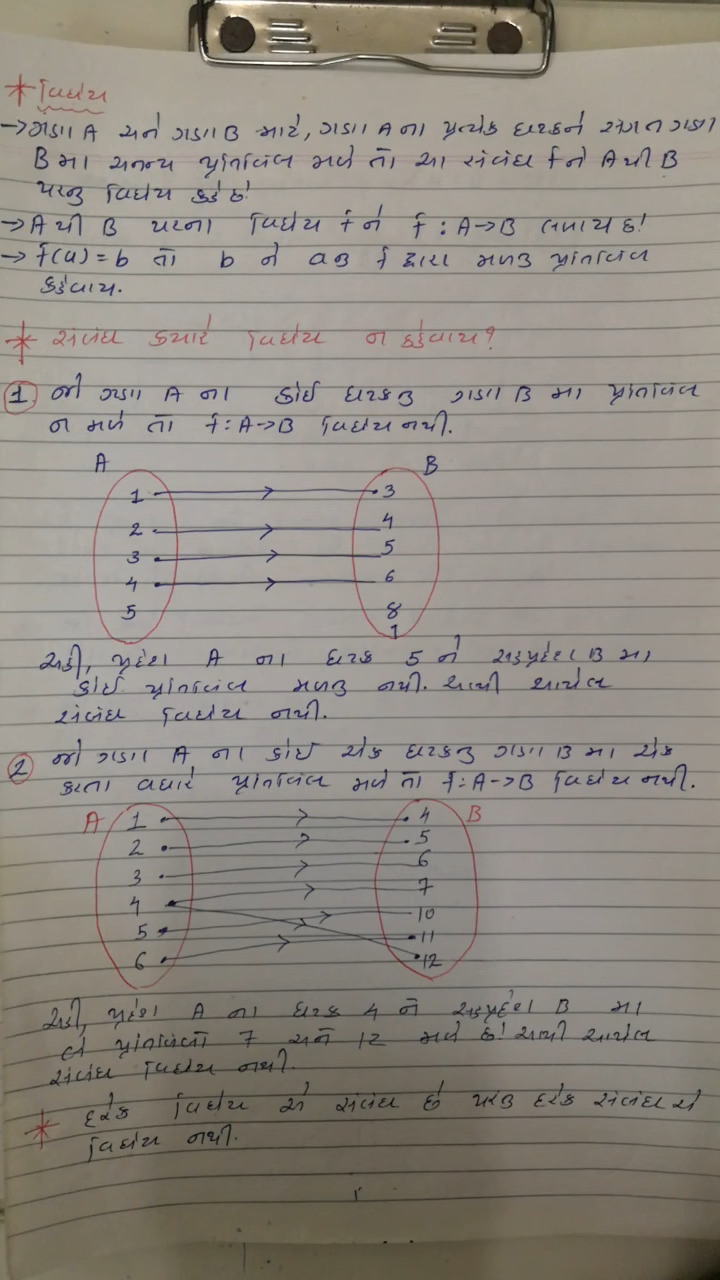 * વિધેય
→ ગણ A અને ગણ B માટે, ગણ A ના પ્રત્યેક ઘટકને સંગત ગણ
B મા અનન્ય પ્રતિબિંબ મળે તો આ સંબંધ f ને A થી B
પરનુ વિધેય કહે છે!
→ A થી B પરના વિધેય f ને f : A→B લખાય છે!
→ f(a) = b તો b ને a નુ f દ્વારા મળતુ પ્રતિબિંબ
કહેવાય.
* સંબંધ ક્યારે વિધેય ન કહેવાય?
1 જો ગણ A ના કોઈ ઘટકનુ ગણ B મા પ્રતિબિંબ
ન મળે તો f: A→B વિધેય નથી.
A B
1 3
2 4
3 5
4 6
5 8
1
અહી, પ્રદેશ A ના ઘટક 5 ને સહપ્રદેશ B મા
કોઈ પ્રતિબિંબ મળતુ નથી. આથી આપેલ
સંબંધ વિધેય નથી.
2 જો ગણ A ના કોઈ એક ઘટકનુ ગણ B મા એક
કરતા વધારે પ્રતિબિંબ મળે તો f: A→B વિધેય નથી.
A 1 4 B
2 5
3 6
4 7
5 10
6 11
12
અહી, પ્રદેશ A ના ઘટક 4 ને સહપ્રદેશ B મા
બે પ્રતિબિંબો 7 અને 12 મળે છે! આથી આપેલ
સંબંધ વિધેય નથી.
* દરેક વિધેય એ સંબંધ છે પરંતુ દરેક સંબંધ એ
વિધેય નથી.